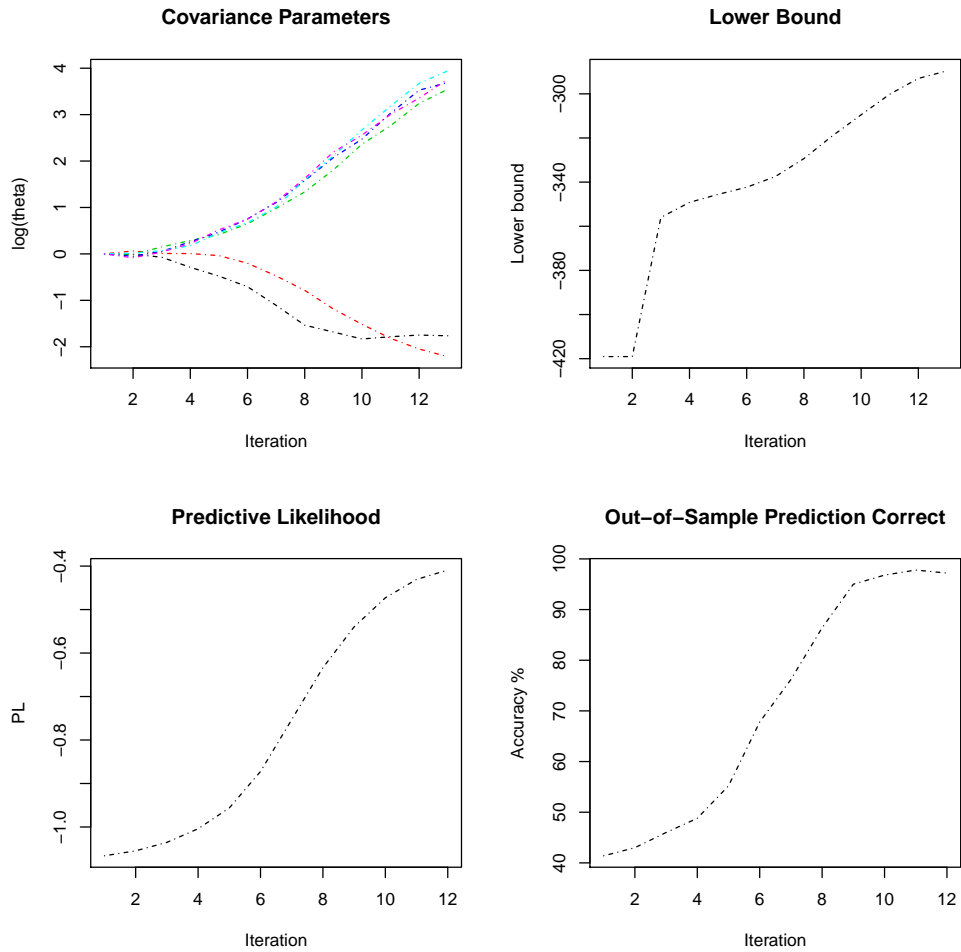 Covariance Parameters
log(theta)
4
3
2
1
0
−1
−2
2 4 6 8 10 12
Iteration
Lower Bound
Lower bound
−300
−340
−380
−420
2 4 6 8 10 12
Iteration
Predictive Likelihood
PL
−0.4
−0.6
−0.8
−1.0
2 4 6 8 10 12
Iteration
Out−of−Sample Prediction Correct
Accuracy %
100
90
80
70
60
50
40
2 4 6 8 10 12
Iteration